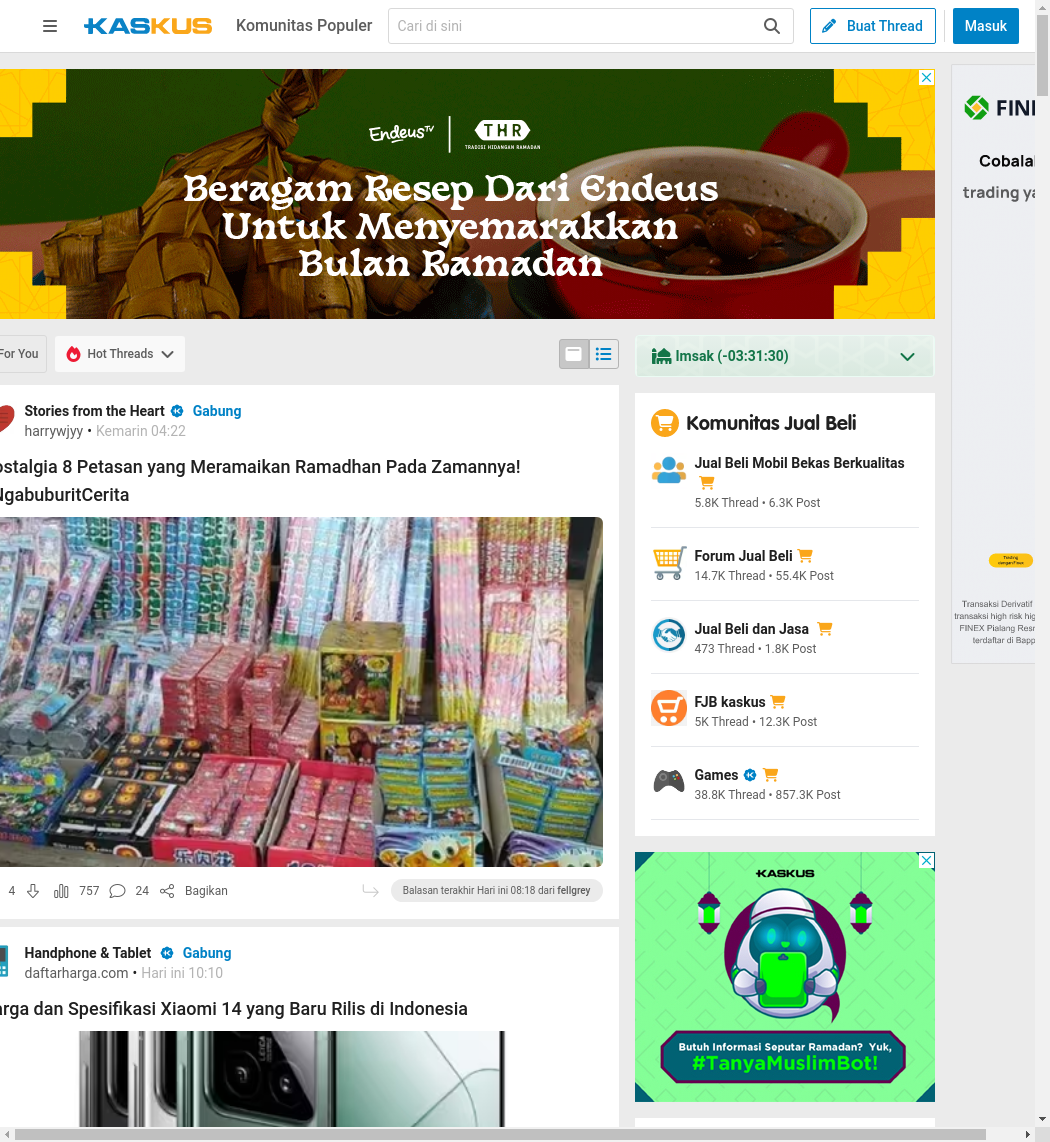 KASKUS
Komunitas Populer
Cari di sini
Buat Thread
Masuk
Endeus TV
THR
TRADISI HIDANGAN RAMADAN
Beragam Resep Dari Endeus
Untuk Menyemarakkan
Bulan Ramadan
FINE
Cobala
trading ya
For You
Hot Threads
Imsak (-03:31:30)
Stories from the Heart
Gabung
harrywjyy • Kemarin 04:22
ostalgia 8 Petasan yang Meramaikan Ramadhan Pada Zamannya!
NgabuburitCerita
4
757
24
Bagikan
Balasan terakhir Hari ini 08:18 dari fellgrey
Komunitas Jual Beli
Jual Beli Mobil Bekas Berkualitas
5.8K Thread • 6.3K Post
Forum Jual Beli
14.7K Thread • 55.4K Post
Jual Beli dan Jasa
473 Thread • 1.8K Post
FJB kaskus
5K Thread • 12.3K Post
Games
38.8K Thread • 857.3K Post
Trading
dengan Finex
Transaksi Derivatif
transaksi high risk hig
FINEX Pialang Resr
terdaftar di Bapp
Handphone & Tablet
Gabung
daftarharga.com • Hari ini 10:10
arga dan Spesifikasi Xiaomi 14 yang Baru Rilis di Indonesia
LEICA
KASKUS
Butuh Informasi Seputar Ramadan? Yuk,
#TanyaMuslimBot!